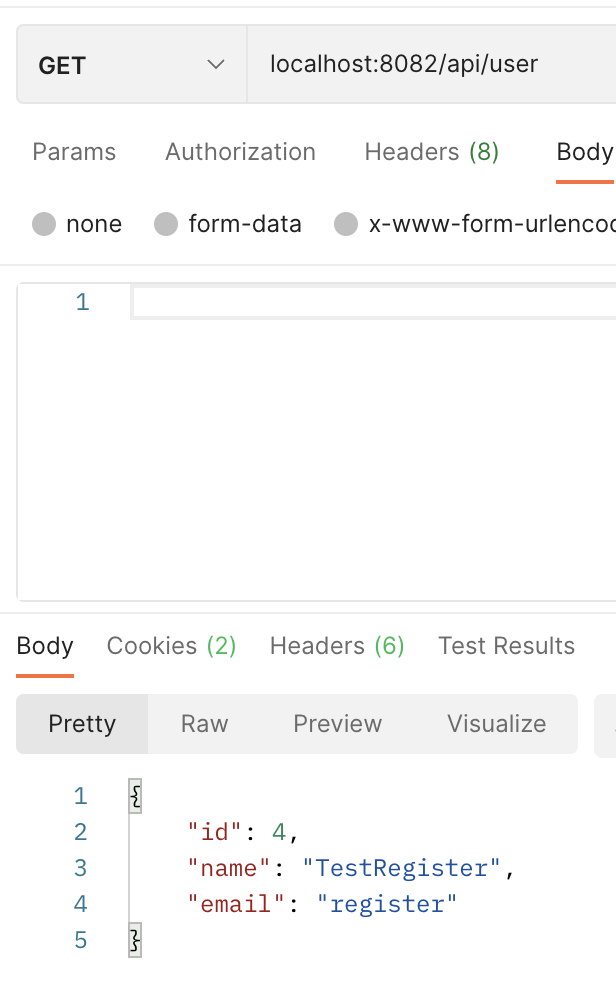 GET localhost:8082/api/user
Params Authorization Headers (8) Body
none form-data x-www-form-urlenco
1
Body Cookies (2) Headers (6) Test Results
Pretty Raw Preview Visualize
1 {
2 "id": 4,
3 "name": "TestRegister",
4 "email": "register"
5 }